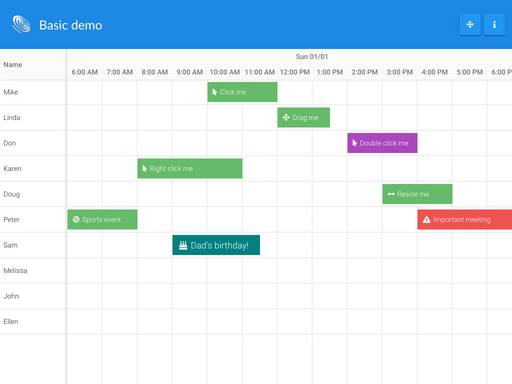 Basic demo
Name
Sun 01/01
6:00 AM 7:00 AM 8:00 AM 9:00 AM 10:00 AM 11:00 AM 12:00 PM 1:00 PM 2:00 PM 3:00 PM 4:00 PM 5:00 PM 6:00 P
Mike Click me
Linda Drag me
Don Double click me
Karen Right click me
Doug Resize me
Peter Sports event Important meeting
Sam Dad's birthday!
Melissa
John
Ellen